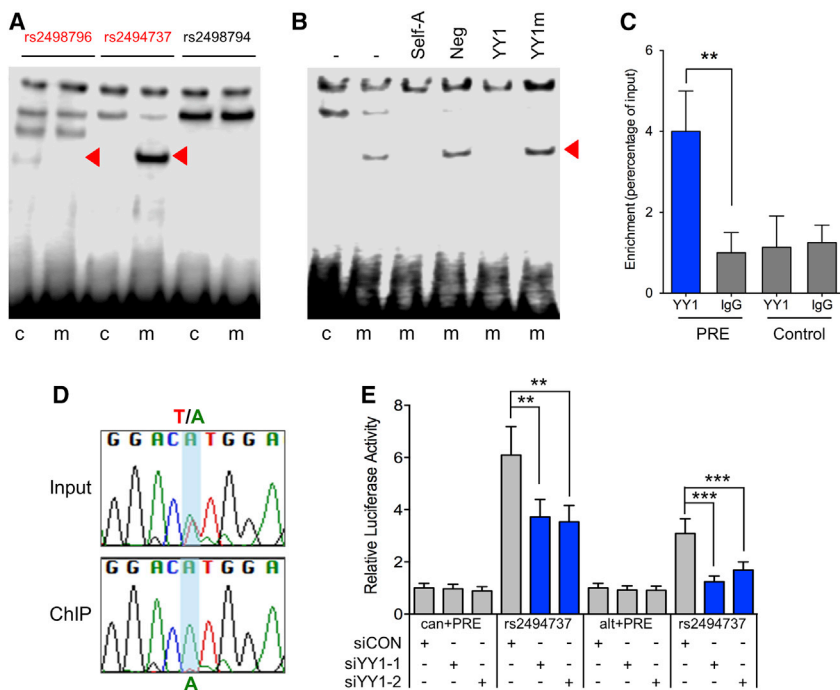 A
rs2498796 rs2494737 rs2498794
c m c m c m
B
- - Self-A Neg YY1 YY1m
c m m m m m
C
Enrichment (perercentage of input)
6
4
2
0
**
YY1 IgG YY1 IgG
PRE Control
D
T/A
G G A C A T G G A
Input
G G A C A T G G A
ChIP
A
E
Relative Luciferase Activity
8
6
4
2
0
**
**
***
***
can+PRE rs2494737 alt+PRE rs2494737
siCON + - - + - - + - - + - -
siYY1-1 - + - - + - - + - - + -
siYY1-2 - - + - - + - - + - - +